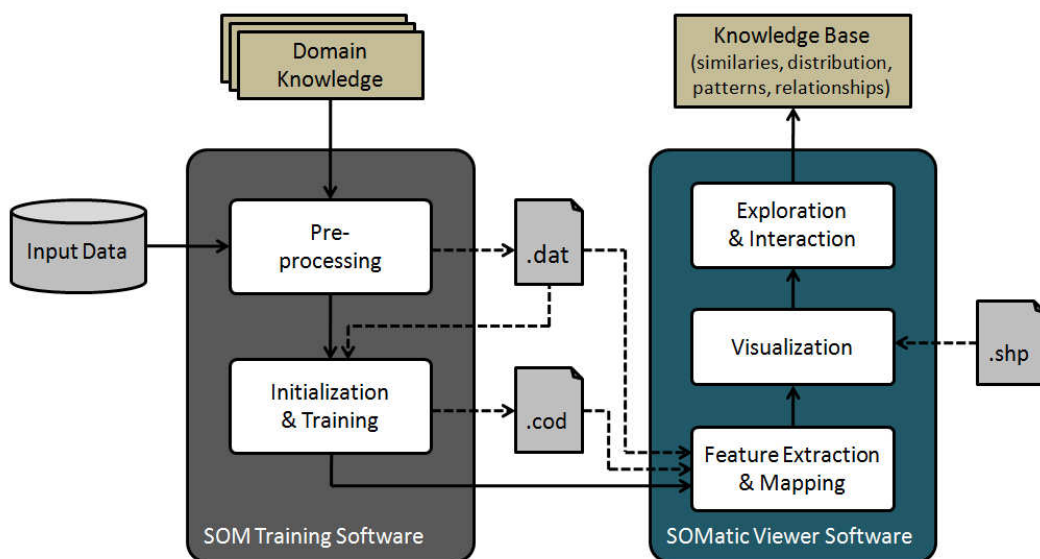 Domain
Knowledge
Knowledge Base
(similaries, distribution,
patterns, relationships)
Input Data
Pre-
processing
.dat
Initialization
& Training
.cod
SOM Training Software
Exploration
& Interaction
Visualization
.shp
Feature Extraction
& Mapping
SOMatic Viewer Software